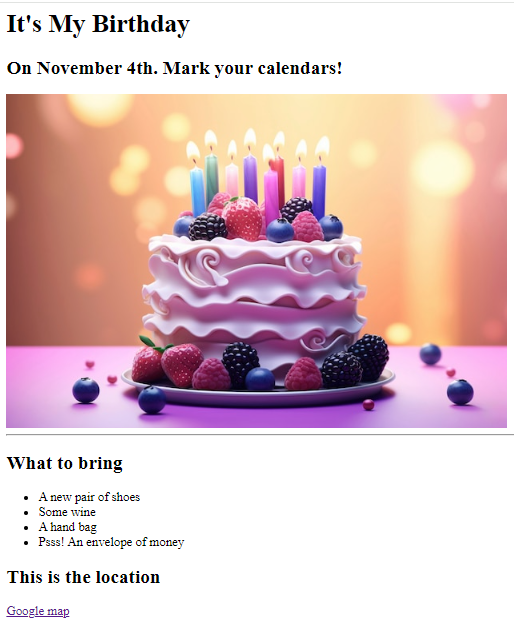 It's My Birthday
On November 4th. Mark your calendars!
What to bring
A new pair of shoes
Some wine
A hand bag
Psss! An envelope of money
This is the location
Google map